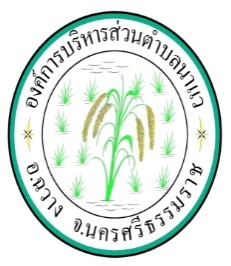 องค์การบริหารส่วนตำบลนาแว
อ.ฉวาง จ.นครศรีธรรมราช